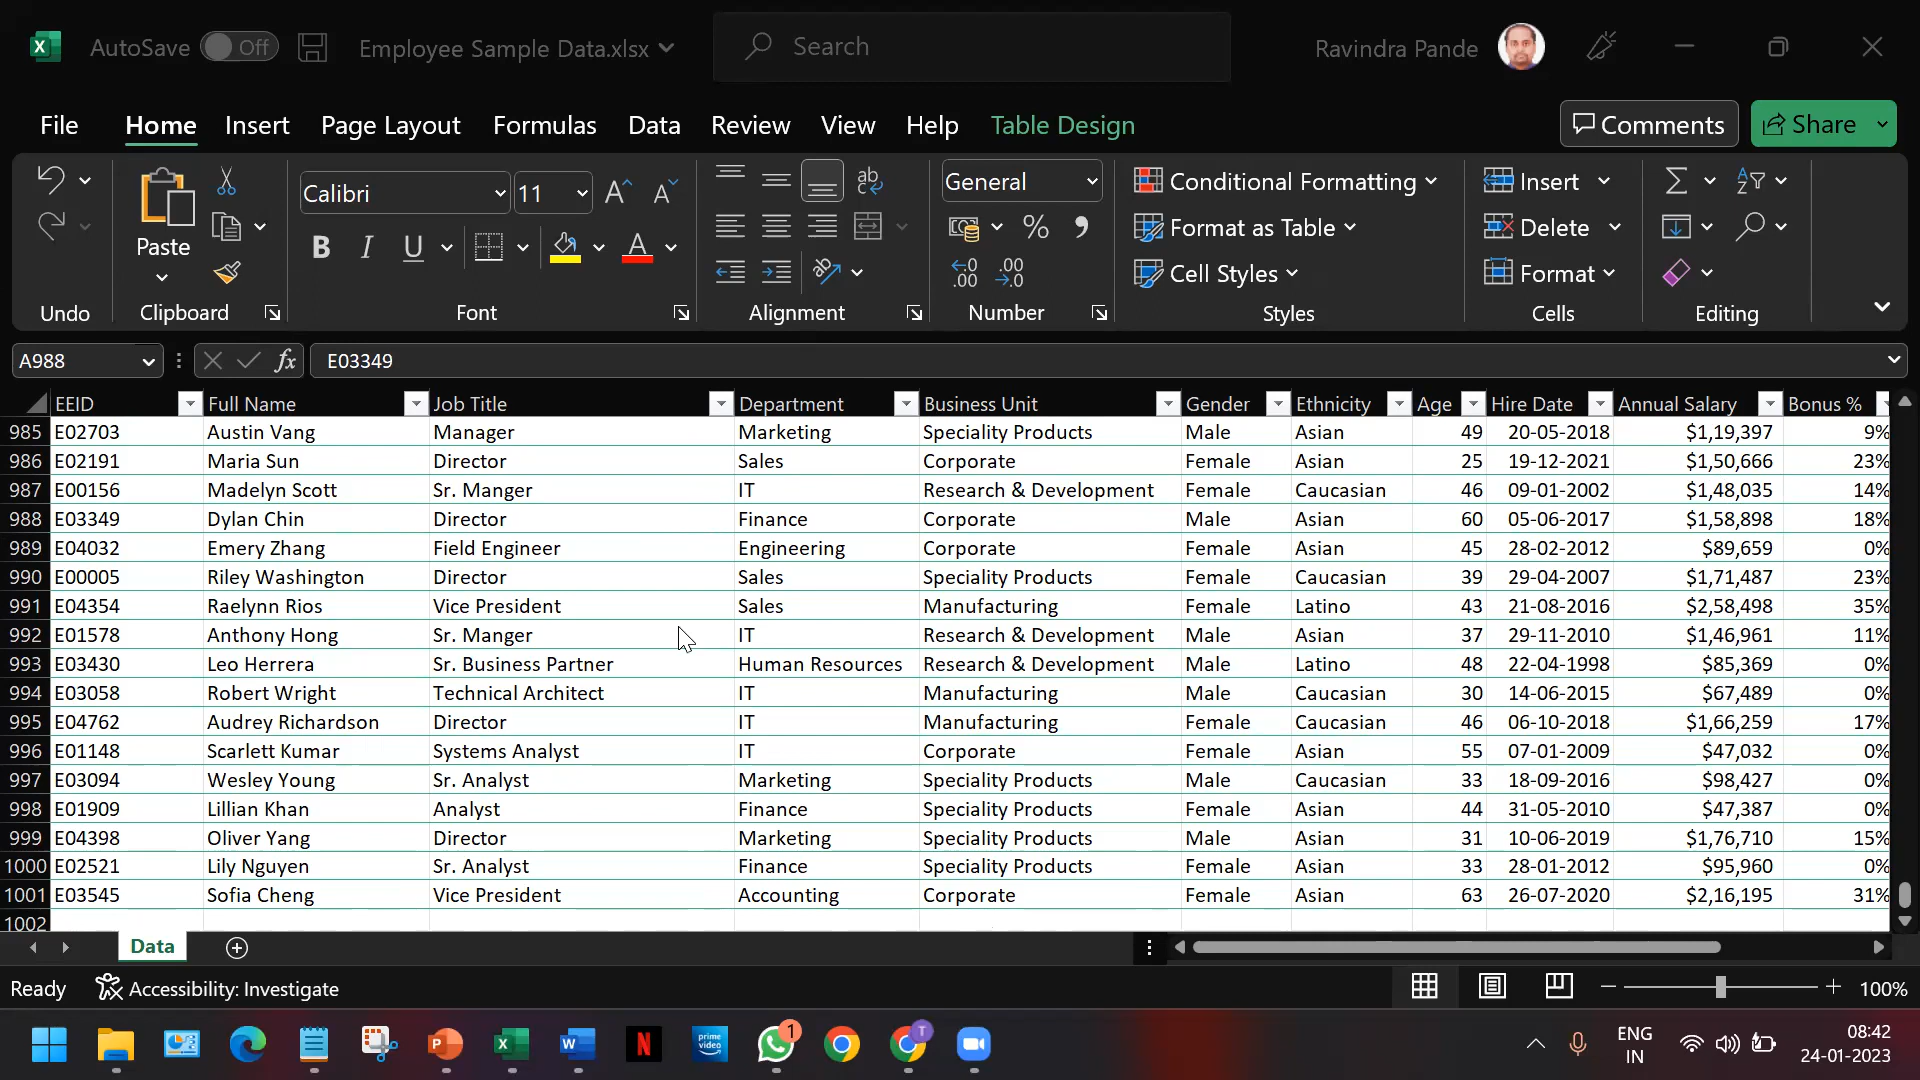 AutoSave Off Employee Sample Data.xlsx Search Ravindra Pande
File Home Insert Page Layout Formulas Data Review View Help Table Design Comments Share
Calibri 11 General Conditional Formatting Insert
Paste Format as Table Delete
Cell Styles Format
Undo Clipboard Font Alignment Number Styles Cells Editing
A988 fx E03349
EEID Full Name Job Title Department Business Unit Gender Ethnicity Age Hire Date Annual Salary Bonus %
985 E02703 Austin Vang Manager Marketing Speciality Products Male Asian 49 20-05-2018 $1,19,397 9%
986 E02191 Maria Sun Director Sales Corporate Female Asian 25 19-12-2021 $1,50,666 23%
987 E00156 Madelyn Scott Sr. Manger IT Research & Development Female Caucasian 46 09-01-2002 $1,48,035 14%
988 E03349 Dylan Chin Director Finance Corporate Male Asian 60 05-06-2017 $1,58,898 18%
989 E04032 Emery Zhang Field Engineer Engineering Corporate Female Asian 45 28-02-2012 $89,659 0%
990 E00005 Riley Washington Director Sales Speciality Products Female Caucasian 39 29-04-2007 $1,71,487 23%
991 E04354 Raelynn Rios Vice President Sales Manufacturing Female Latino 43 21-08-2016 $2,58,498 35%
992 E01578 Anthony Hong Sr. Manger IT Research & Development Male Asian 37 29-11-2010 $1,46,961 11%
993 E03430 Leo Herrera Sr. Business Partner Human Resources Research & Development Male Latino 48 22-04-1998 $85,369 0%
994 E03058 Robert Wright Technical Architect IT Manufacturing Male Caucasian 30 14-06-2015 $67,489 0%
995 E04762 Audrey Richardson Director IT Manufacturing Female Caucasian 46 06-10-2018 $1,66,259 17%
996 E01148 Scarlett Kumar Systems Analyst IT Corporate Female Asian 55 07-01-2009 $47,032 0%
997 E03094 Wesley Young Sr. Analyst Marketing Speciality Products Male Caucasian 33 18-09-2016 $98,427 0%
998 E01909 Lillian Khan Analyst Finance Speciality Products Female Asian 44 31-05-2010 $47,387 0%
999 E04398 Oliver Yang Director Marketing Speciality Products Male Asian 31 10-06-2019 $1,76,710 15%
1000 E02521 Lily Nguyen Sr. Analyst Finance Speciality Products Female Asian 33 28-01-2012 $95,960 0%
1001 E03545 Sofia Cheng Vice President Accounting Corporate Female Asian 63 26-07-2020 $2,16,195 31%
1002
Data
Ready Accessibility: Investigate 100%
ENG 08:42
IN 24-01-2023